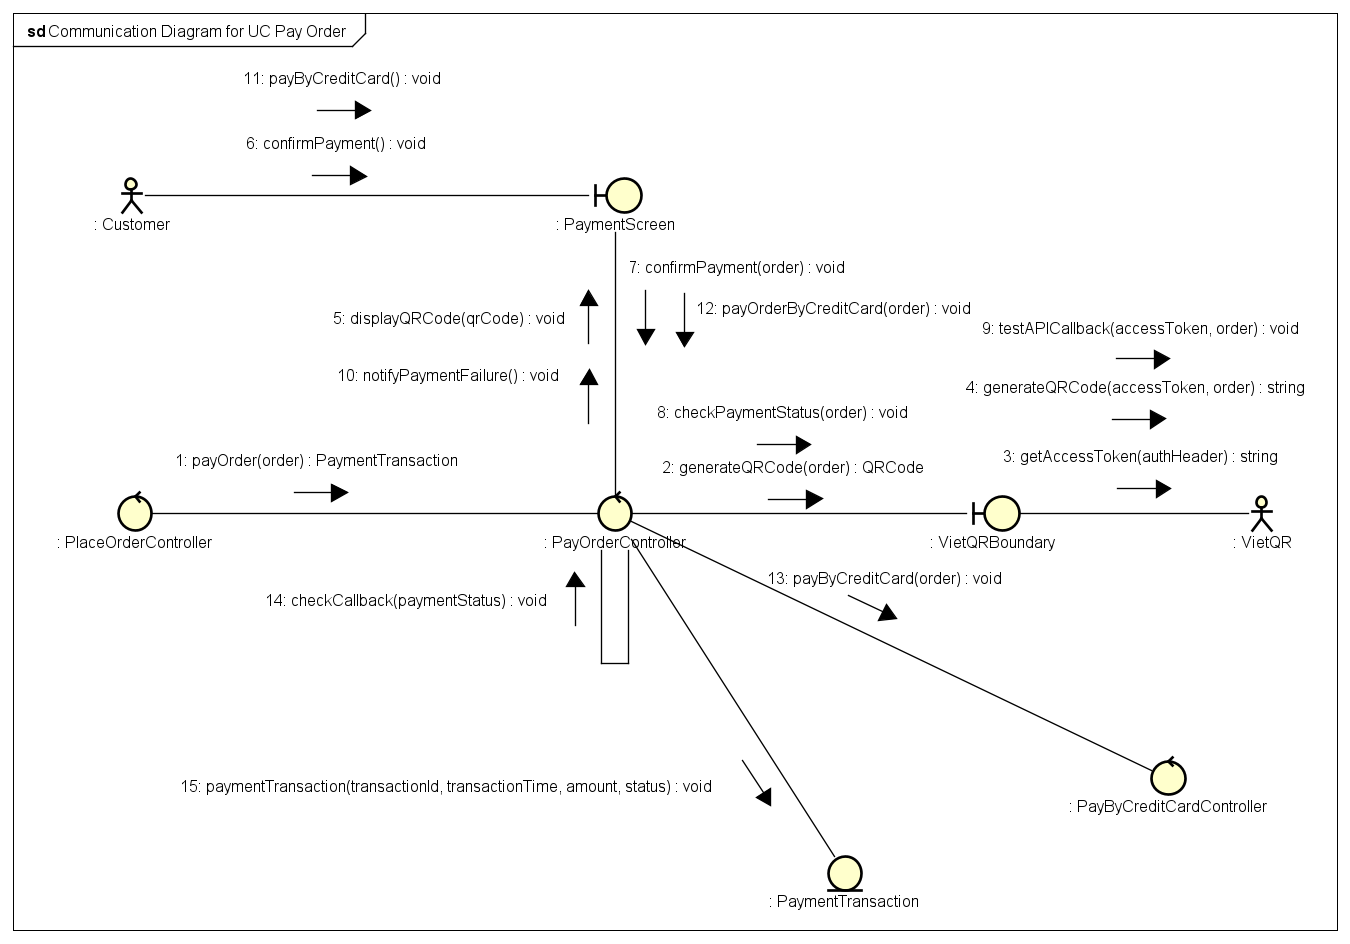 sd Communication Diagram for UC Pay Order
11: payByCreditCard() : void
6: confirmPayment() : void
: Customer
: PaymentScreen
7: confirmPayment(order) : void
5: displayQRCode(qrCode) : void
12: payOrderByCreditCard(order) : void
9: testAPICallback(accessToken, order) : void
10: notifyPaymentFailure() : void
4: generateQRCode(accessToken, order) : string
8: checkPaymentStatus(order) : void
1: payOrder(order) : PaymentTransaction
2: generateQRCode(order) : QRCode
3: getAccessToken(authHeader) : string
: PlaceOrderController
: PayOrderController
: VietQRBoundary
: VietQR
13: payByCreditCard(order) : void
14: checkCallback(paymentStatus) : void
15: paymentTransaction(transactionId, transactionTime, amount, status) : void
: PayByCreditCardController
: PaymentTransaction